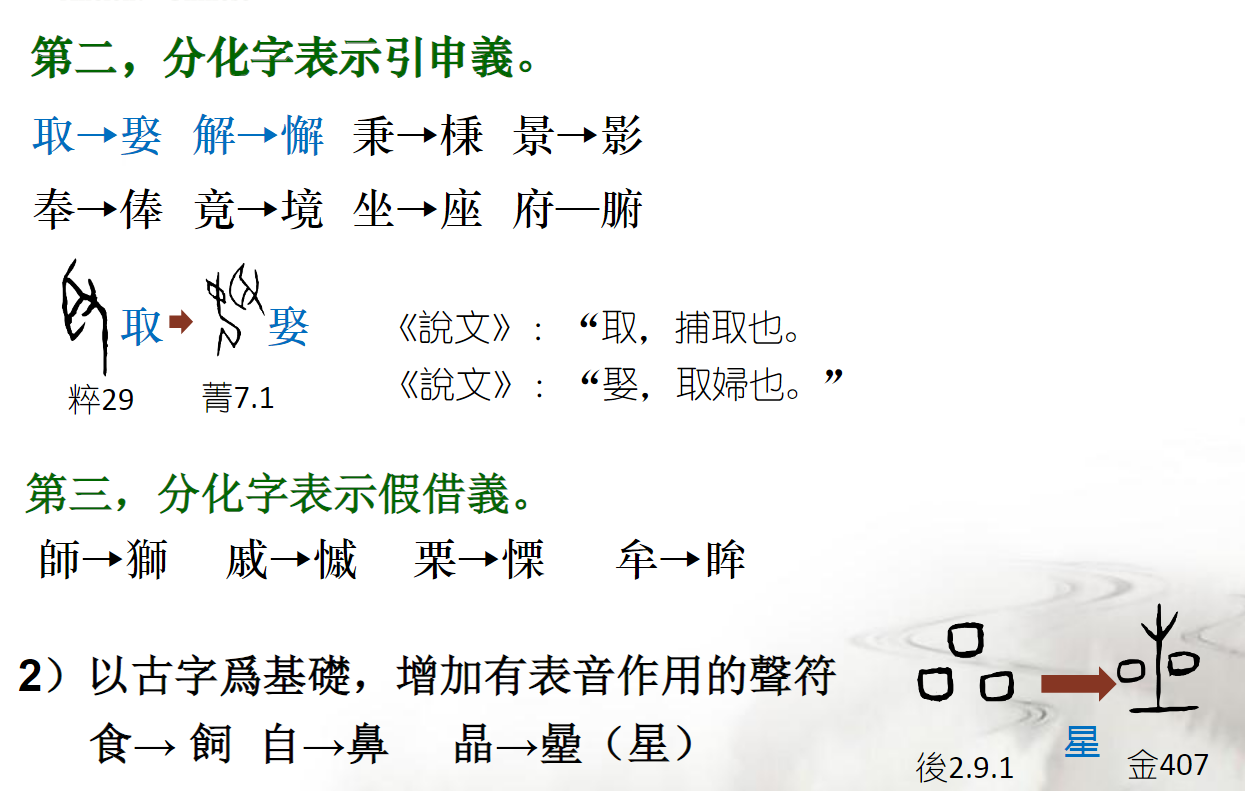 第二，分化字表示引申義。
取→娶 解→懈 秉→棅 景→影
奉→俸 竟→境 坐→座 府—腑
取 娶
粹29 菁7.1
《說文》：“取，捕取也。
《說文》：“娶，取婦也。”
第三，分化字表示假借義。
師→獅 戚→慽 栗→慄 牟→眸
2）以古字爲基礎，增加有表音作用的聲符
食→ 飼 自→鼻 晶→曐（星）
星
後2.9.1 金407